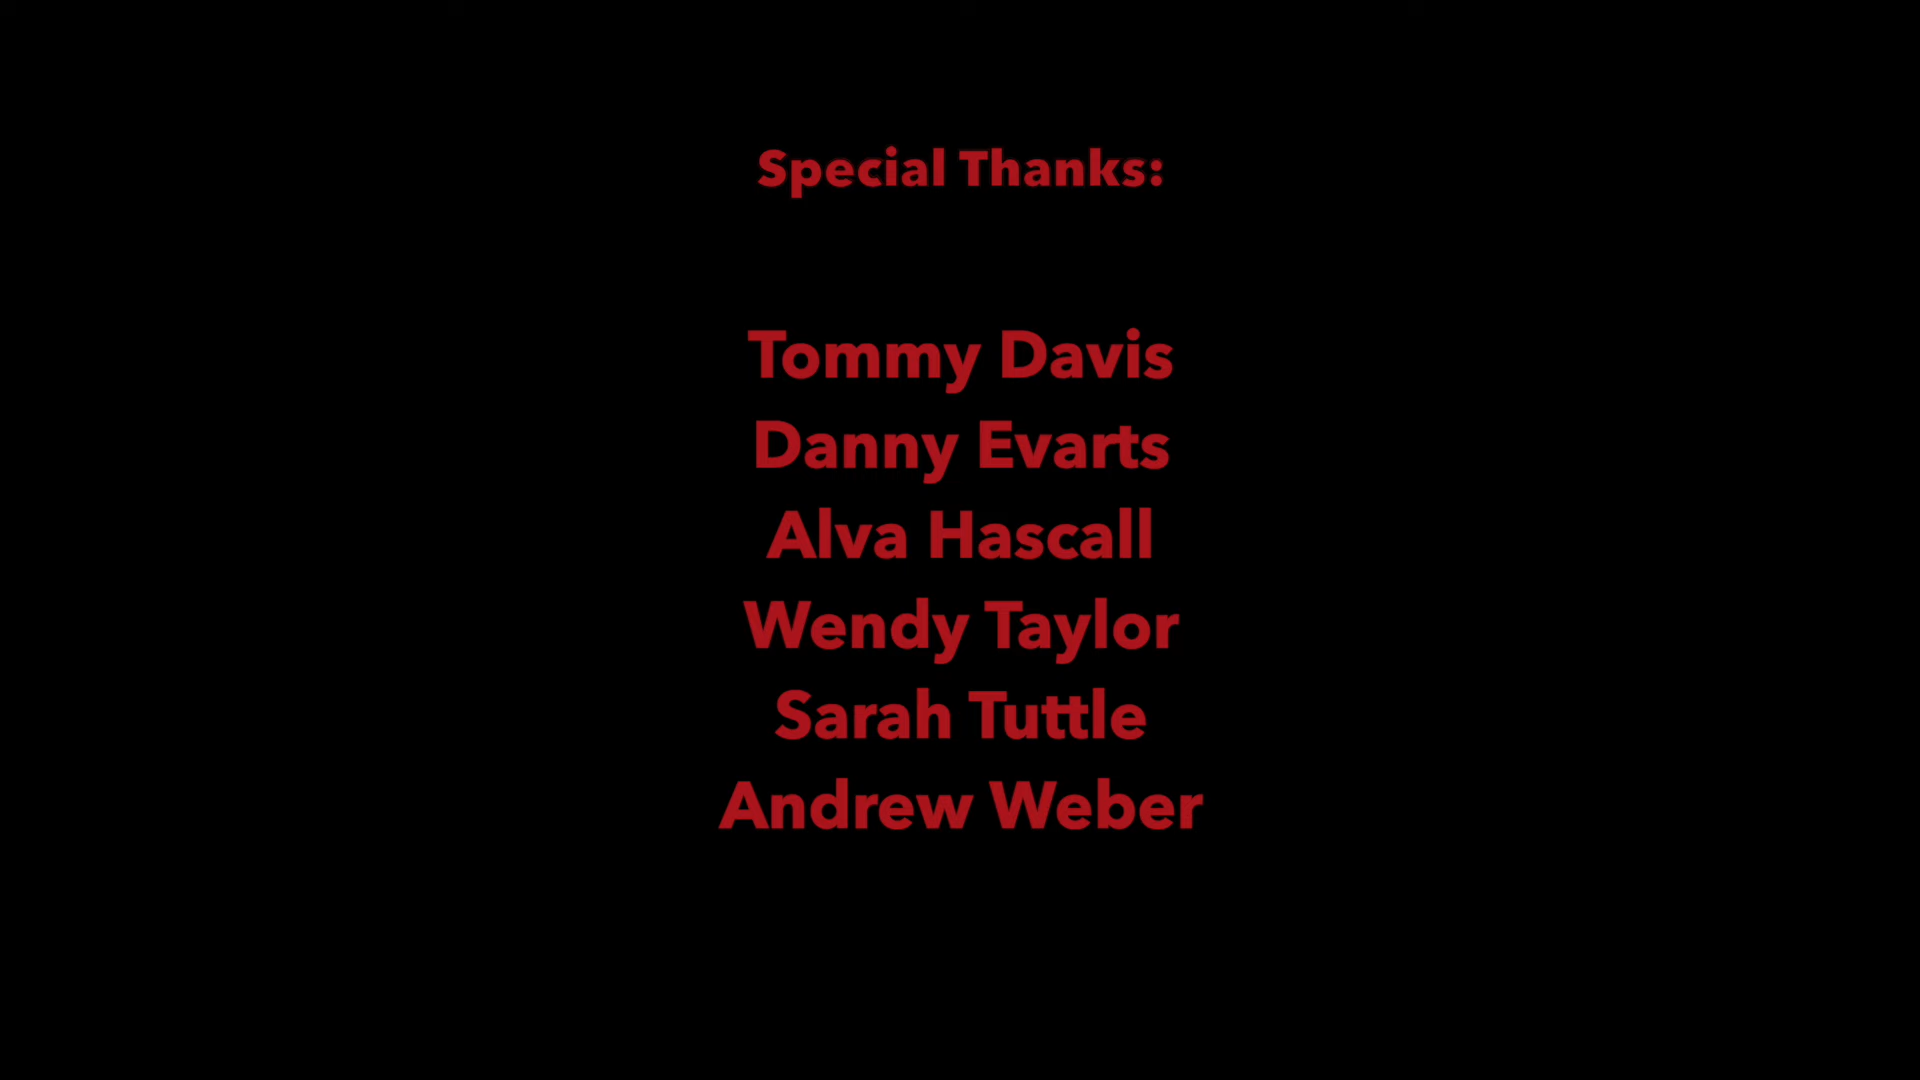 Special Thanks:
Tommy Davis
Danny Evarts
Alva Hascall
Wendy Taylor
Sarah Tuttle
Andrew Weber